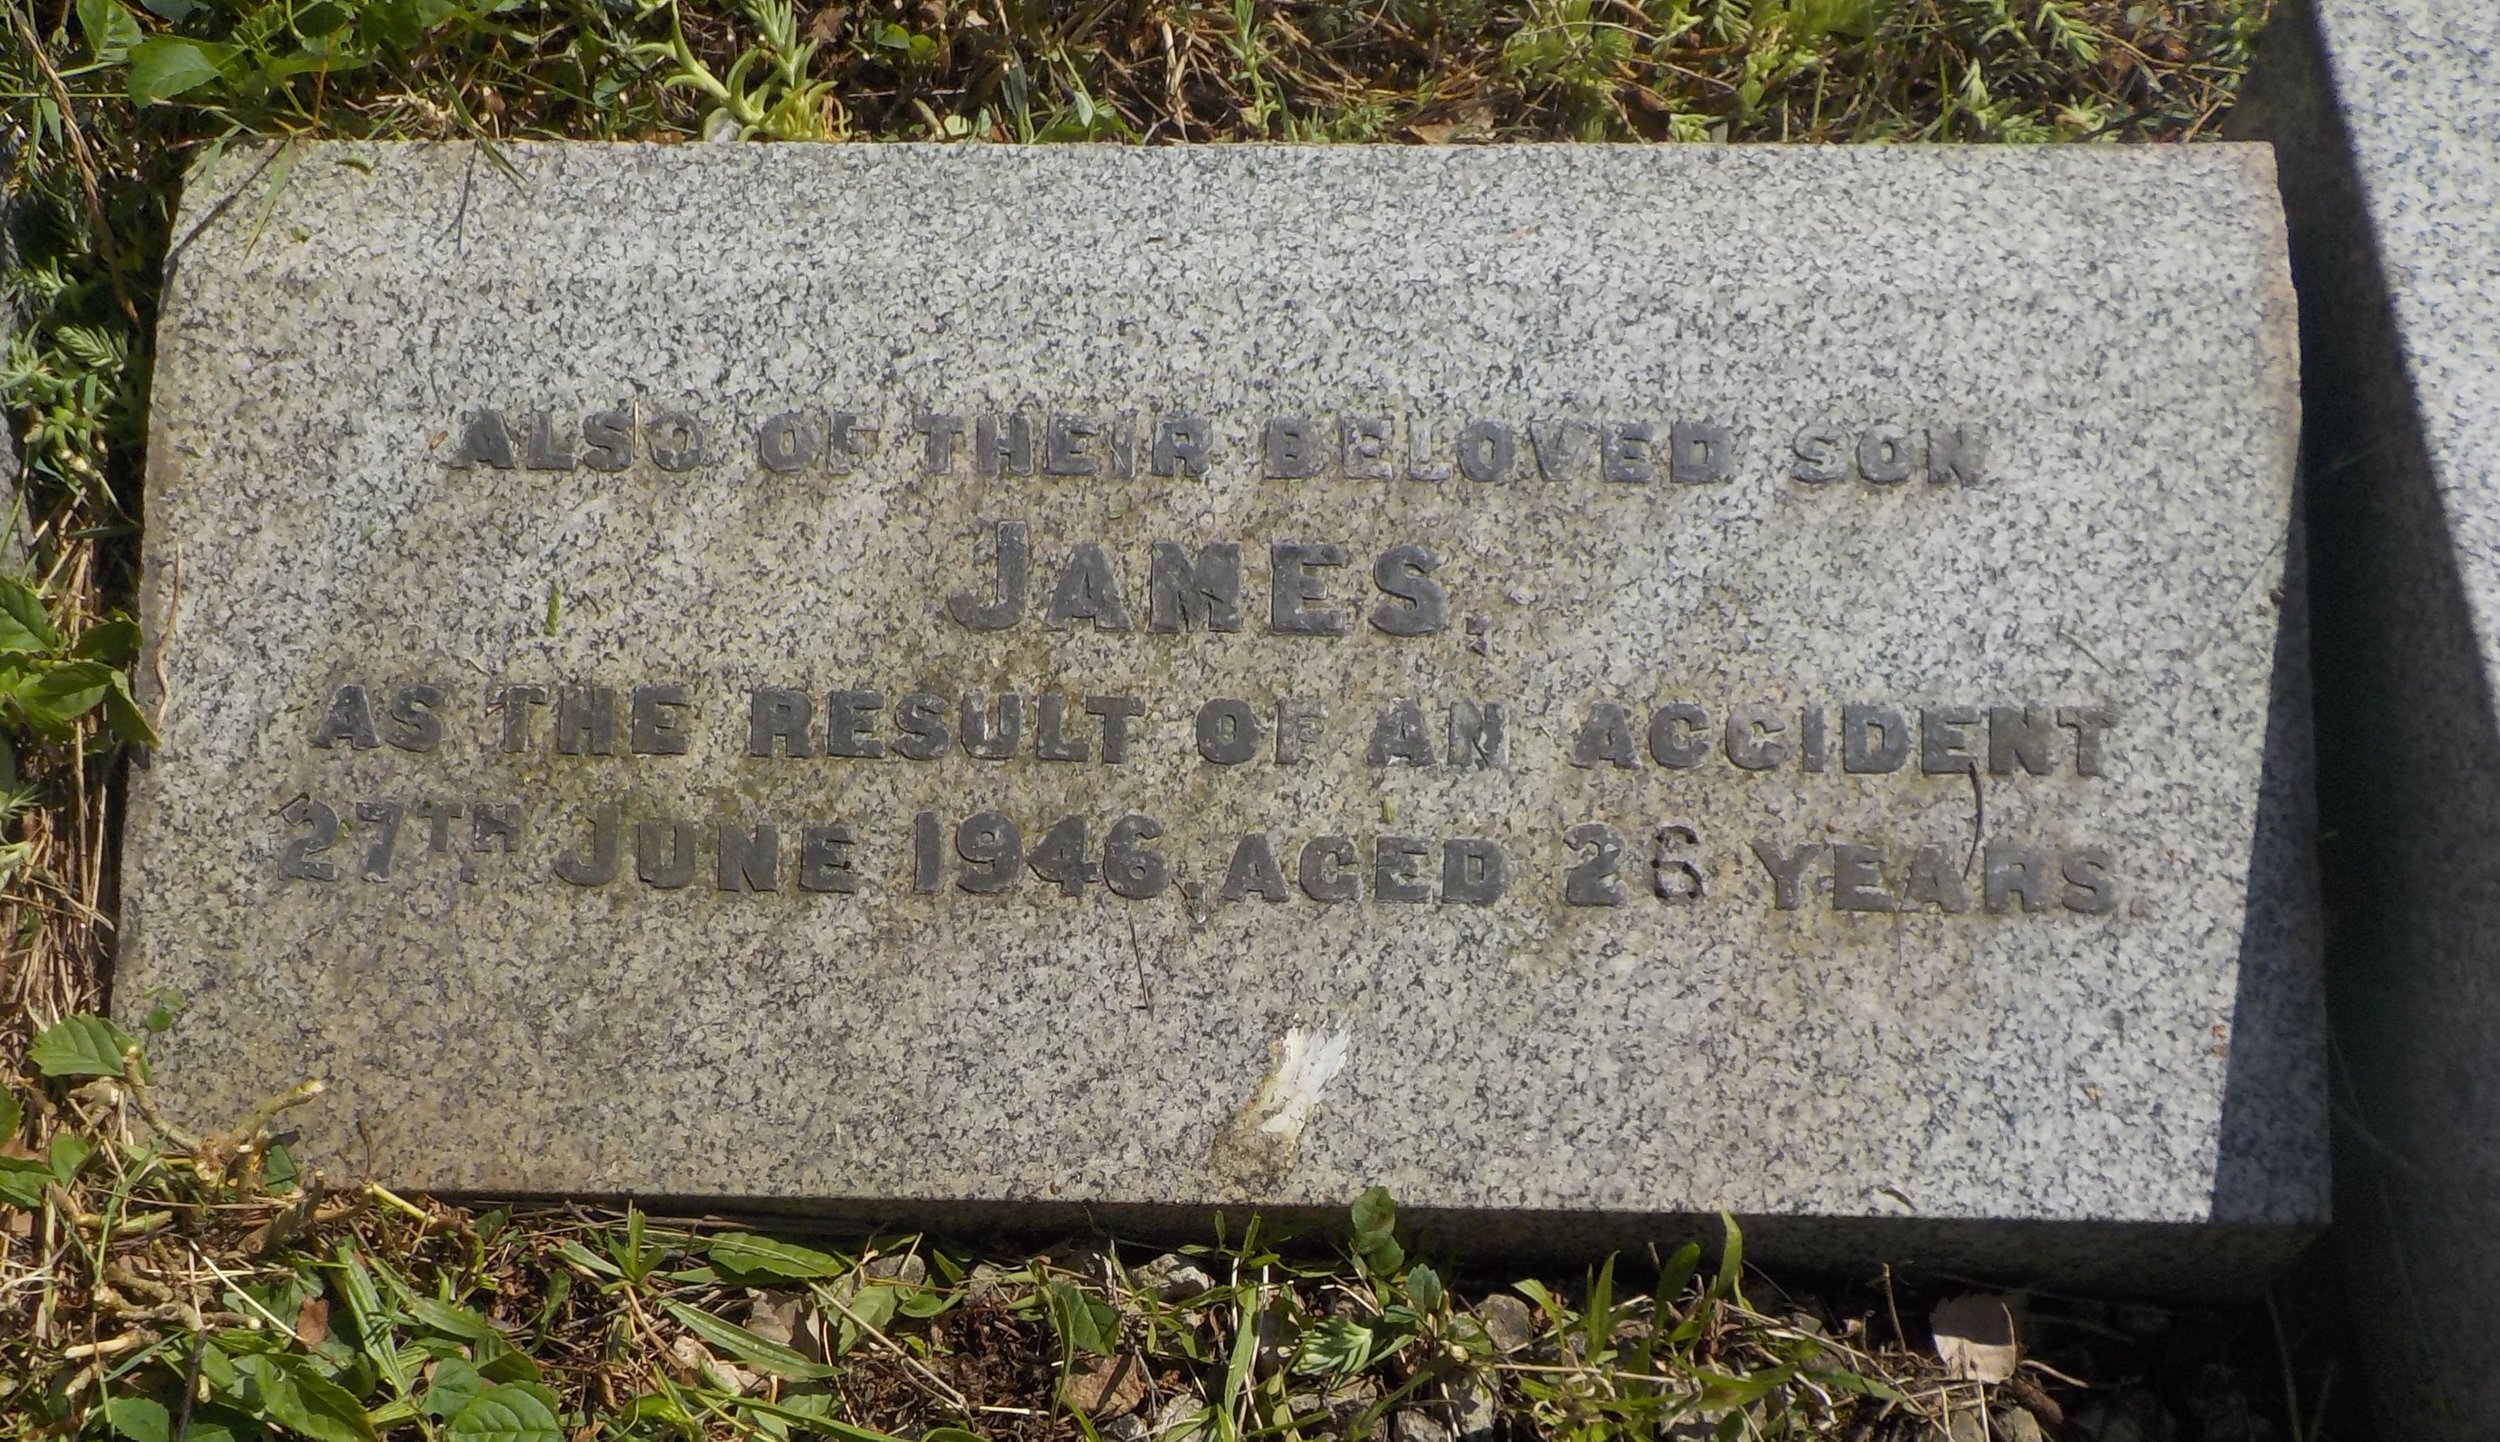 ALSO OF THEIR BELOVED SON
JAMES,
AS THE RESULT OF AN ACCIDENT
27TH JUNE 1946, AGED 26 YEARS.